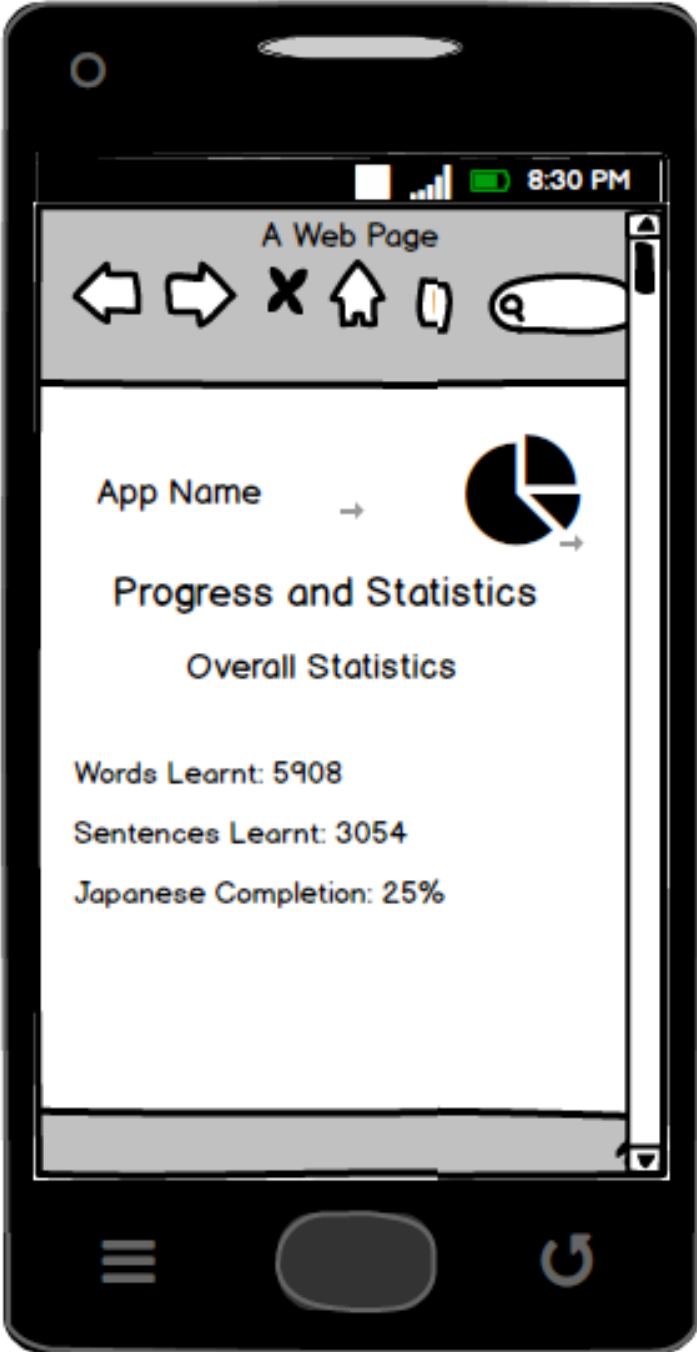 8:30 PM
A Web Page
App Name
Progress and Statistics
Overall Statistics
Words Learnt: 5908
Sentences Learnt: 3054
Japanese Completion: 25%